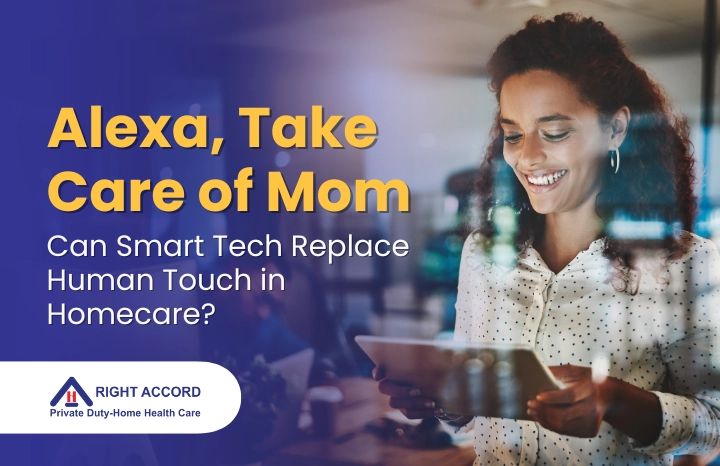 Alexa, Take
Care of Mom
Can Smart Tech Replace
Human Touch in
Homecare?
RIGHT ACCORD
Private Duty-Home Health Care